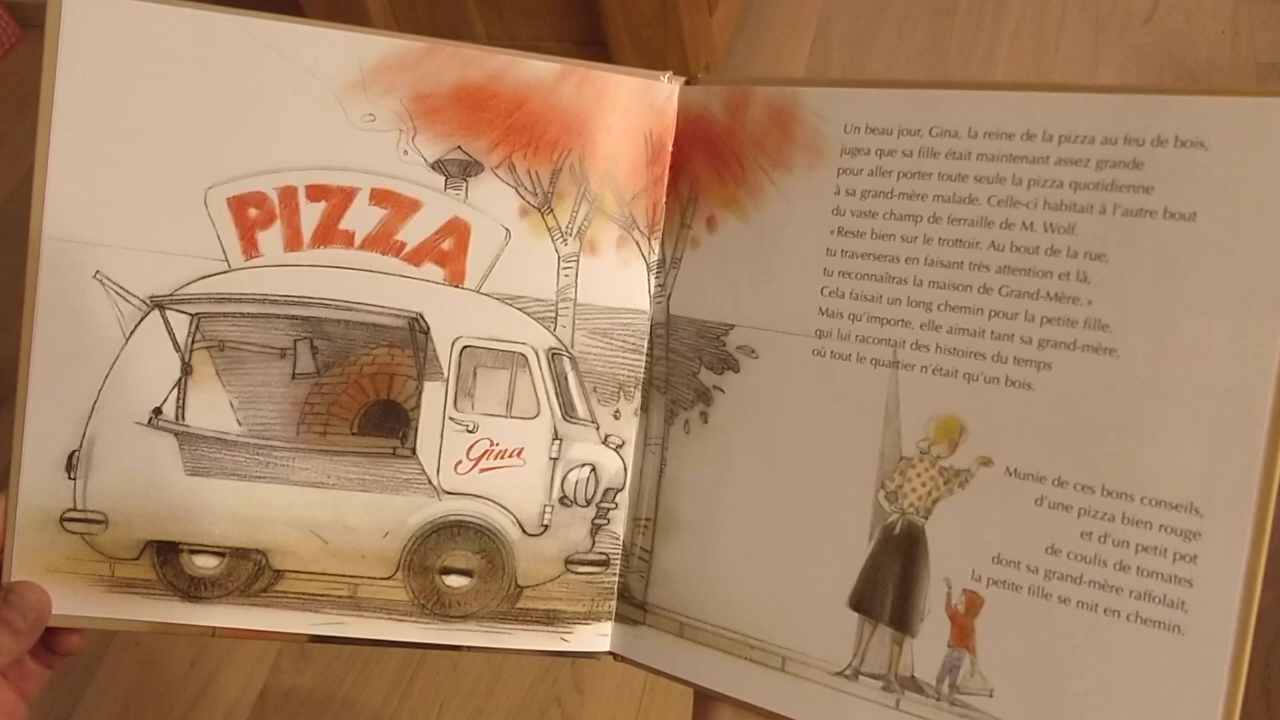 PIZZA
Gina
Un beau jour, Gina, la reine de la pizza au feu de bois,
jugea que sa fille était maintenant assez grande
pour aller porter toute seule la pizza quotidienne
à sa grand-mère malade. Celle-ci habitait à l'autre bout
du vaste champ de ferraille de M. Wolf.
«Reste bien sur le trottoir. Au bout de la rue,
tu traverseras en faisant très attention et là,
tu reconnaîtras la maison de Grand-Mère.»
Cela faisait un long chemin pour la petite fille.
Mais qu'importe, elle aimait tant sa grand-mère,
qui lui racontait des histoires du temps
où tout le quartier n'était qu'un bois.
Munie de ces bons conseils,
d'une pizza bien rouge
et d'un petit pot
de coulis de tomates
dont sa grand-mère raffolait,
la petite fille se mit en chemin.